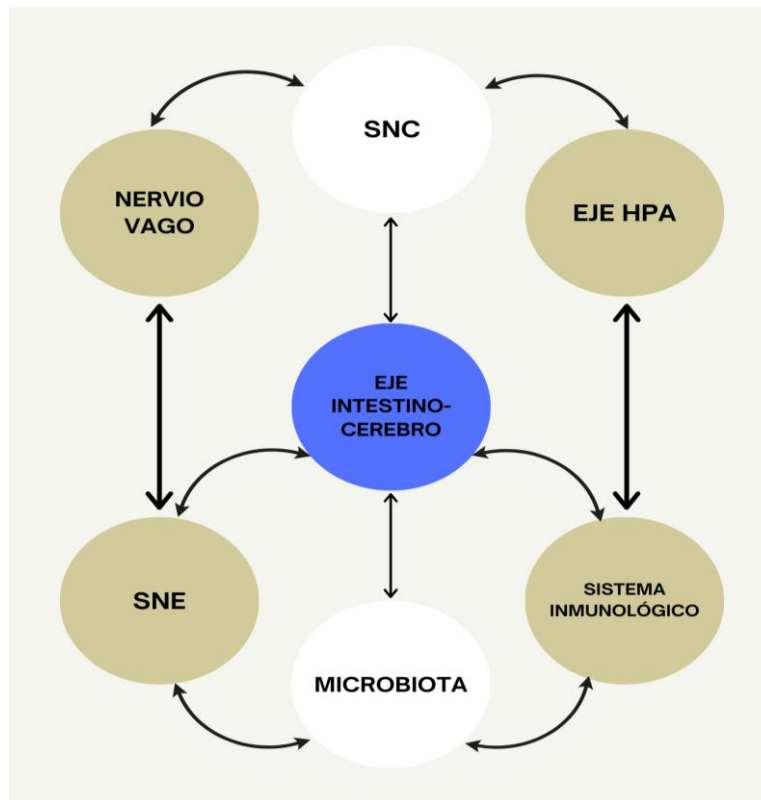 SNC
NERVIO
VAGO
EJE HPA
EJE
INTESTINO-
CEREBRO
SNE
SISTEMA
INMUNOLÓGICO
MICROBIOTA